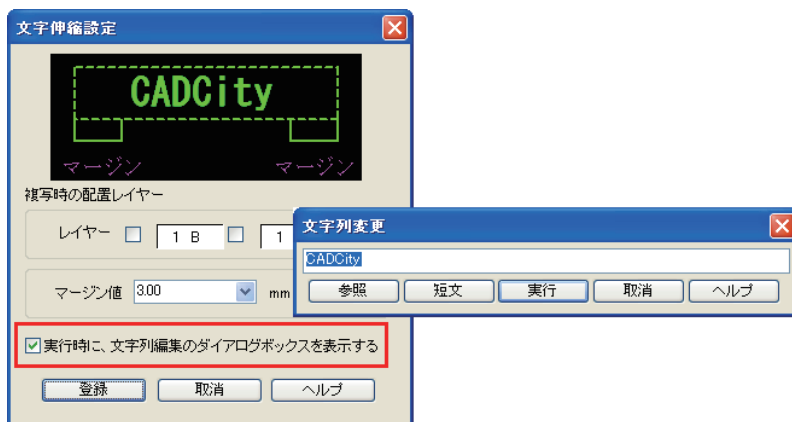 文字伸縮設定
CADCity
マージン マージン
複写時の配置レイヤー
レイヤー 1 B 1
マージン値 3.00 mm
実行時に、文字列編集のダイアログボックスを表示する
登録 取消 ヘルプ
文字列変更
CADCity
参照 短文 実行 取消 ヘルプ